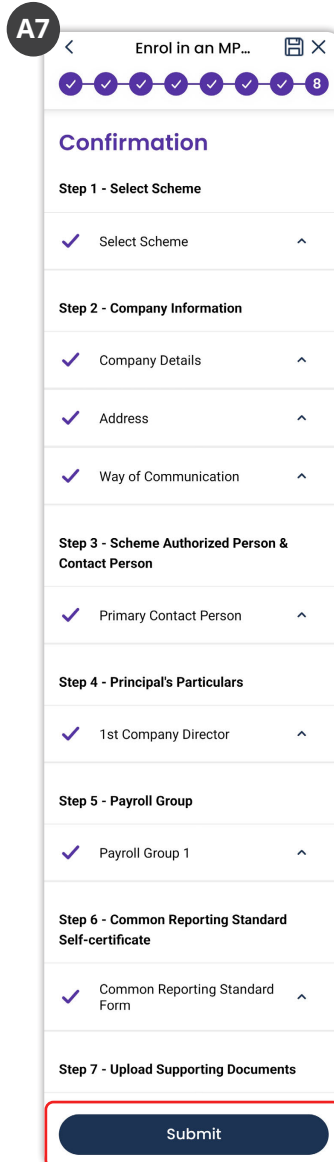 A7
Enrol in an MP...
8
Confirmation
Step 1 - Select Scheme
Select Scheme
Step 2 - Company Information
Company Details
Address
Way of Communication
Step 3 - Scheme Authorized Person &
Contact Person
Primary Contact Person
Step 4 - Principal's Particulars
1st Company Director
Step 5 - Payroll Group
Payroll Group 1
Step 6 - Common Reporting Standard
Self-certificate
Common Reporting Standard
Form
Step 7 - Upload Supporting Documents
Submit